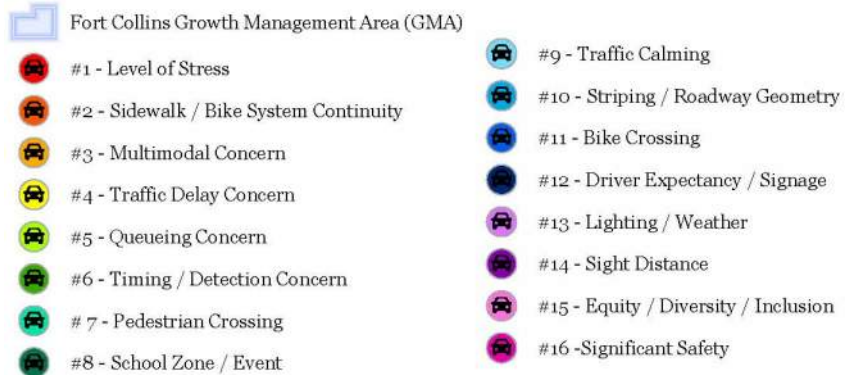 Fort Collins Growth Management Area (GMA)
#1 - Level of Stress
#2 - Sidewalk / Bike System Continuity
#3 - Multimodal Concern
#4 - Traffic Delay Concern
#5 - Queueing Concern
#6 - Timing / Detection Concern
# 7 - Pedestrian Crossing
#8 - School Zone / Event
#9 - Traffic Calming
#10 - Striping / Roadway Geometry
#11 - Bike Crossing
#12 - Driver Expectancy / Signage
#13 - Lighting / Weather
#14 - Sight Distance
#15 - Equity / Diversity / Inclusion
#16 -Significant Safety